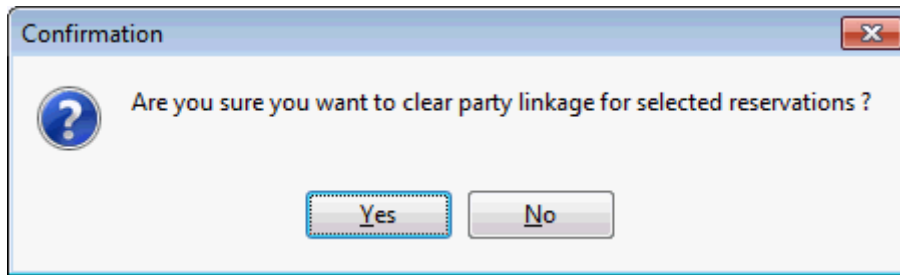 Confirmation
Are you sure you want to clear party linkage for selected reservations ?
Yes No